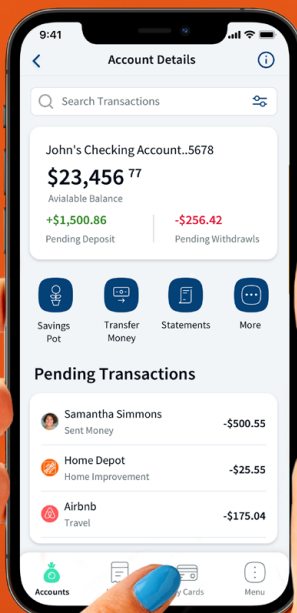 9:41
Account Details
Search Transactions
John's Checking Account..5678
$23,456 77
Avialable Balance
+$1,500.86 -$256.42
Pending Deposit Pending Withdrawls
Savings Pot Transfer Money Statements More
Pending Transactions
Samantha Simmons
Sent Money -$500.55
Home Depot
Home Improvement -$25.55
Airbnb
Travel -$175.04
Accounts Cards Menu